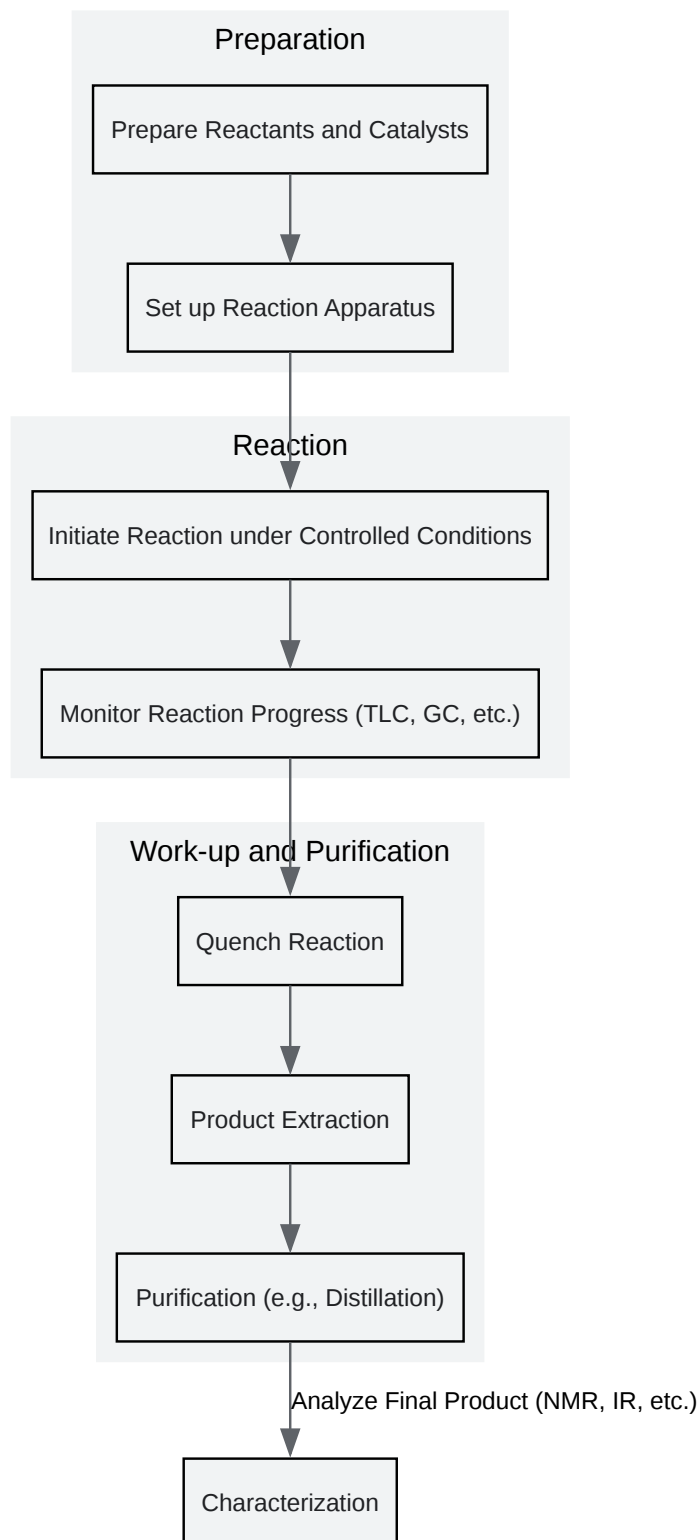 Preparation
Prepare Reactants and Catalysts
Set up Reaction Apparatus
Reaction
Initiate Reaction under Controlled Conditions
Monitor Reaction Progress (TLC, GC, etc.)
Work-up and Purification
Quench Reaction
Product Extraction
Purification (e.g., Distillation)
Analyze Final Product (NMR, IR, etc.)
Characterization